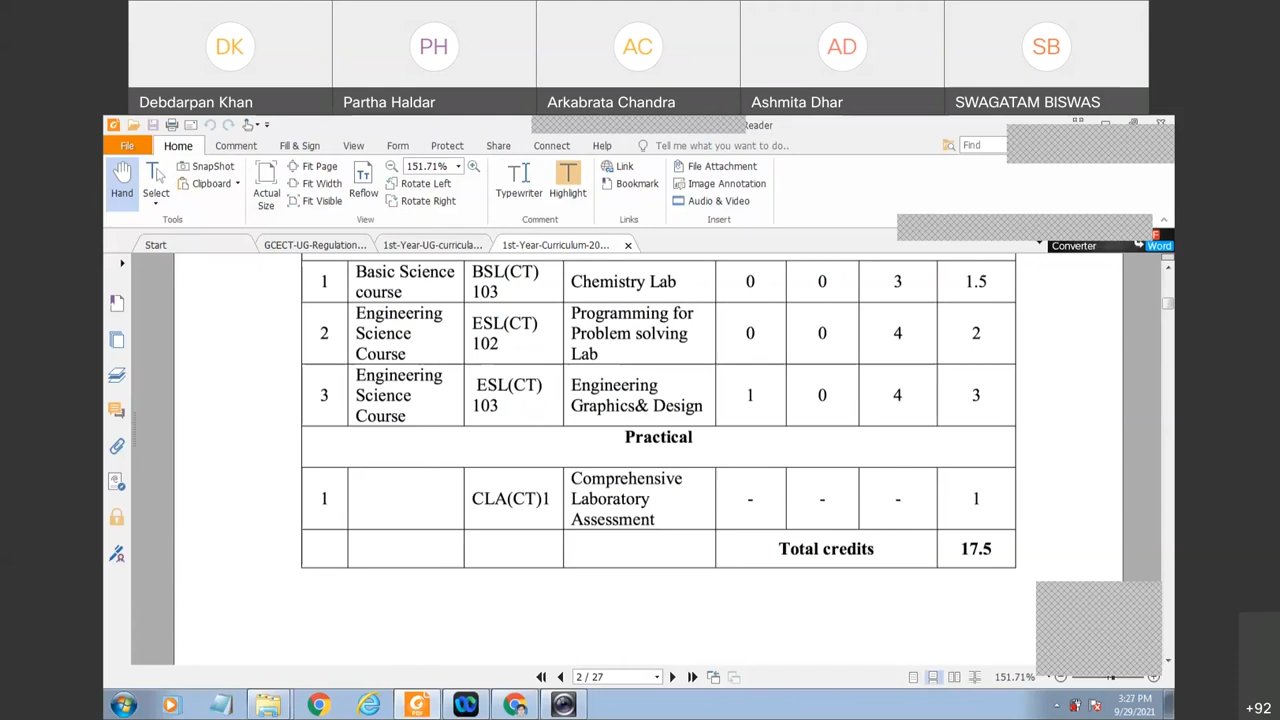 DK PH AC AD SB
Debdarpan Khan Partha Haldar Arkabrata Chandra Ashmita Dhar SWAGATAM BISWAS
Reader
File Home Comment Fill & Sign View Form Protect Share Connect Help Tell me what you want to do.. Find
Hand
Select
SnapShot
Clipboard
Tools
Actual Size
Fit Page
Fit Width
Fit Visible
Reflow
151.71%
Rotate Left
Rotate Right
View
Typewriter
Highlight
Comment
Link
Bookmark
Links
File Attachment
Image Annotation
Audio & Video
Insert
Start GCECT-UG-Regulation... 1st-Year-UG-curricula... 1st-Year-Curriculum-20...
Converter Word
1 Basic Science course BSL(CT) 103 Chemistry Lab 0 0 3 1.5
2 Engineering Science Course ESL(CT) 102 Programming for Problem solving Lab 0 0 4 2
3 Engineering Science Course ESL(CT) 103 Engineering Graphics& Design 1 0 4 3
Practical
1 CLA(CT)1 Comprehensive Laboratory Assessment - - - 1
Total credits 17.5
2 / 27
151.71%
3:27 PM
9/29/2021
+92